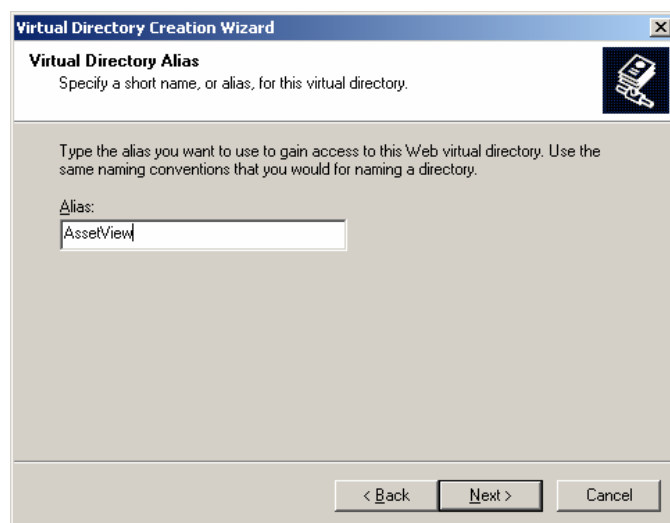 Virtual Directory Creation Wizard
Virtual Directory Alias
Specify a short name, or alias, for this virtual directory.
Type the alias you want to use to gain access to this Web virtual directory. Use the
same naming conventions that you would for naming a directory.
Alias:
AssetView
< Back Next > Cancel